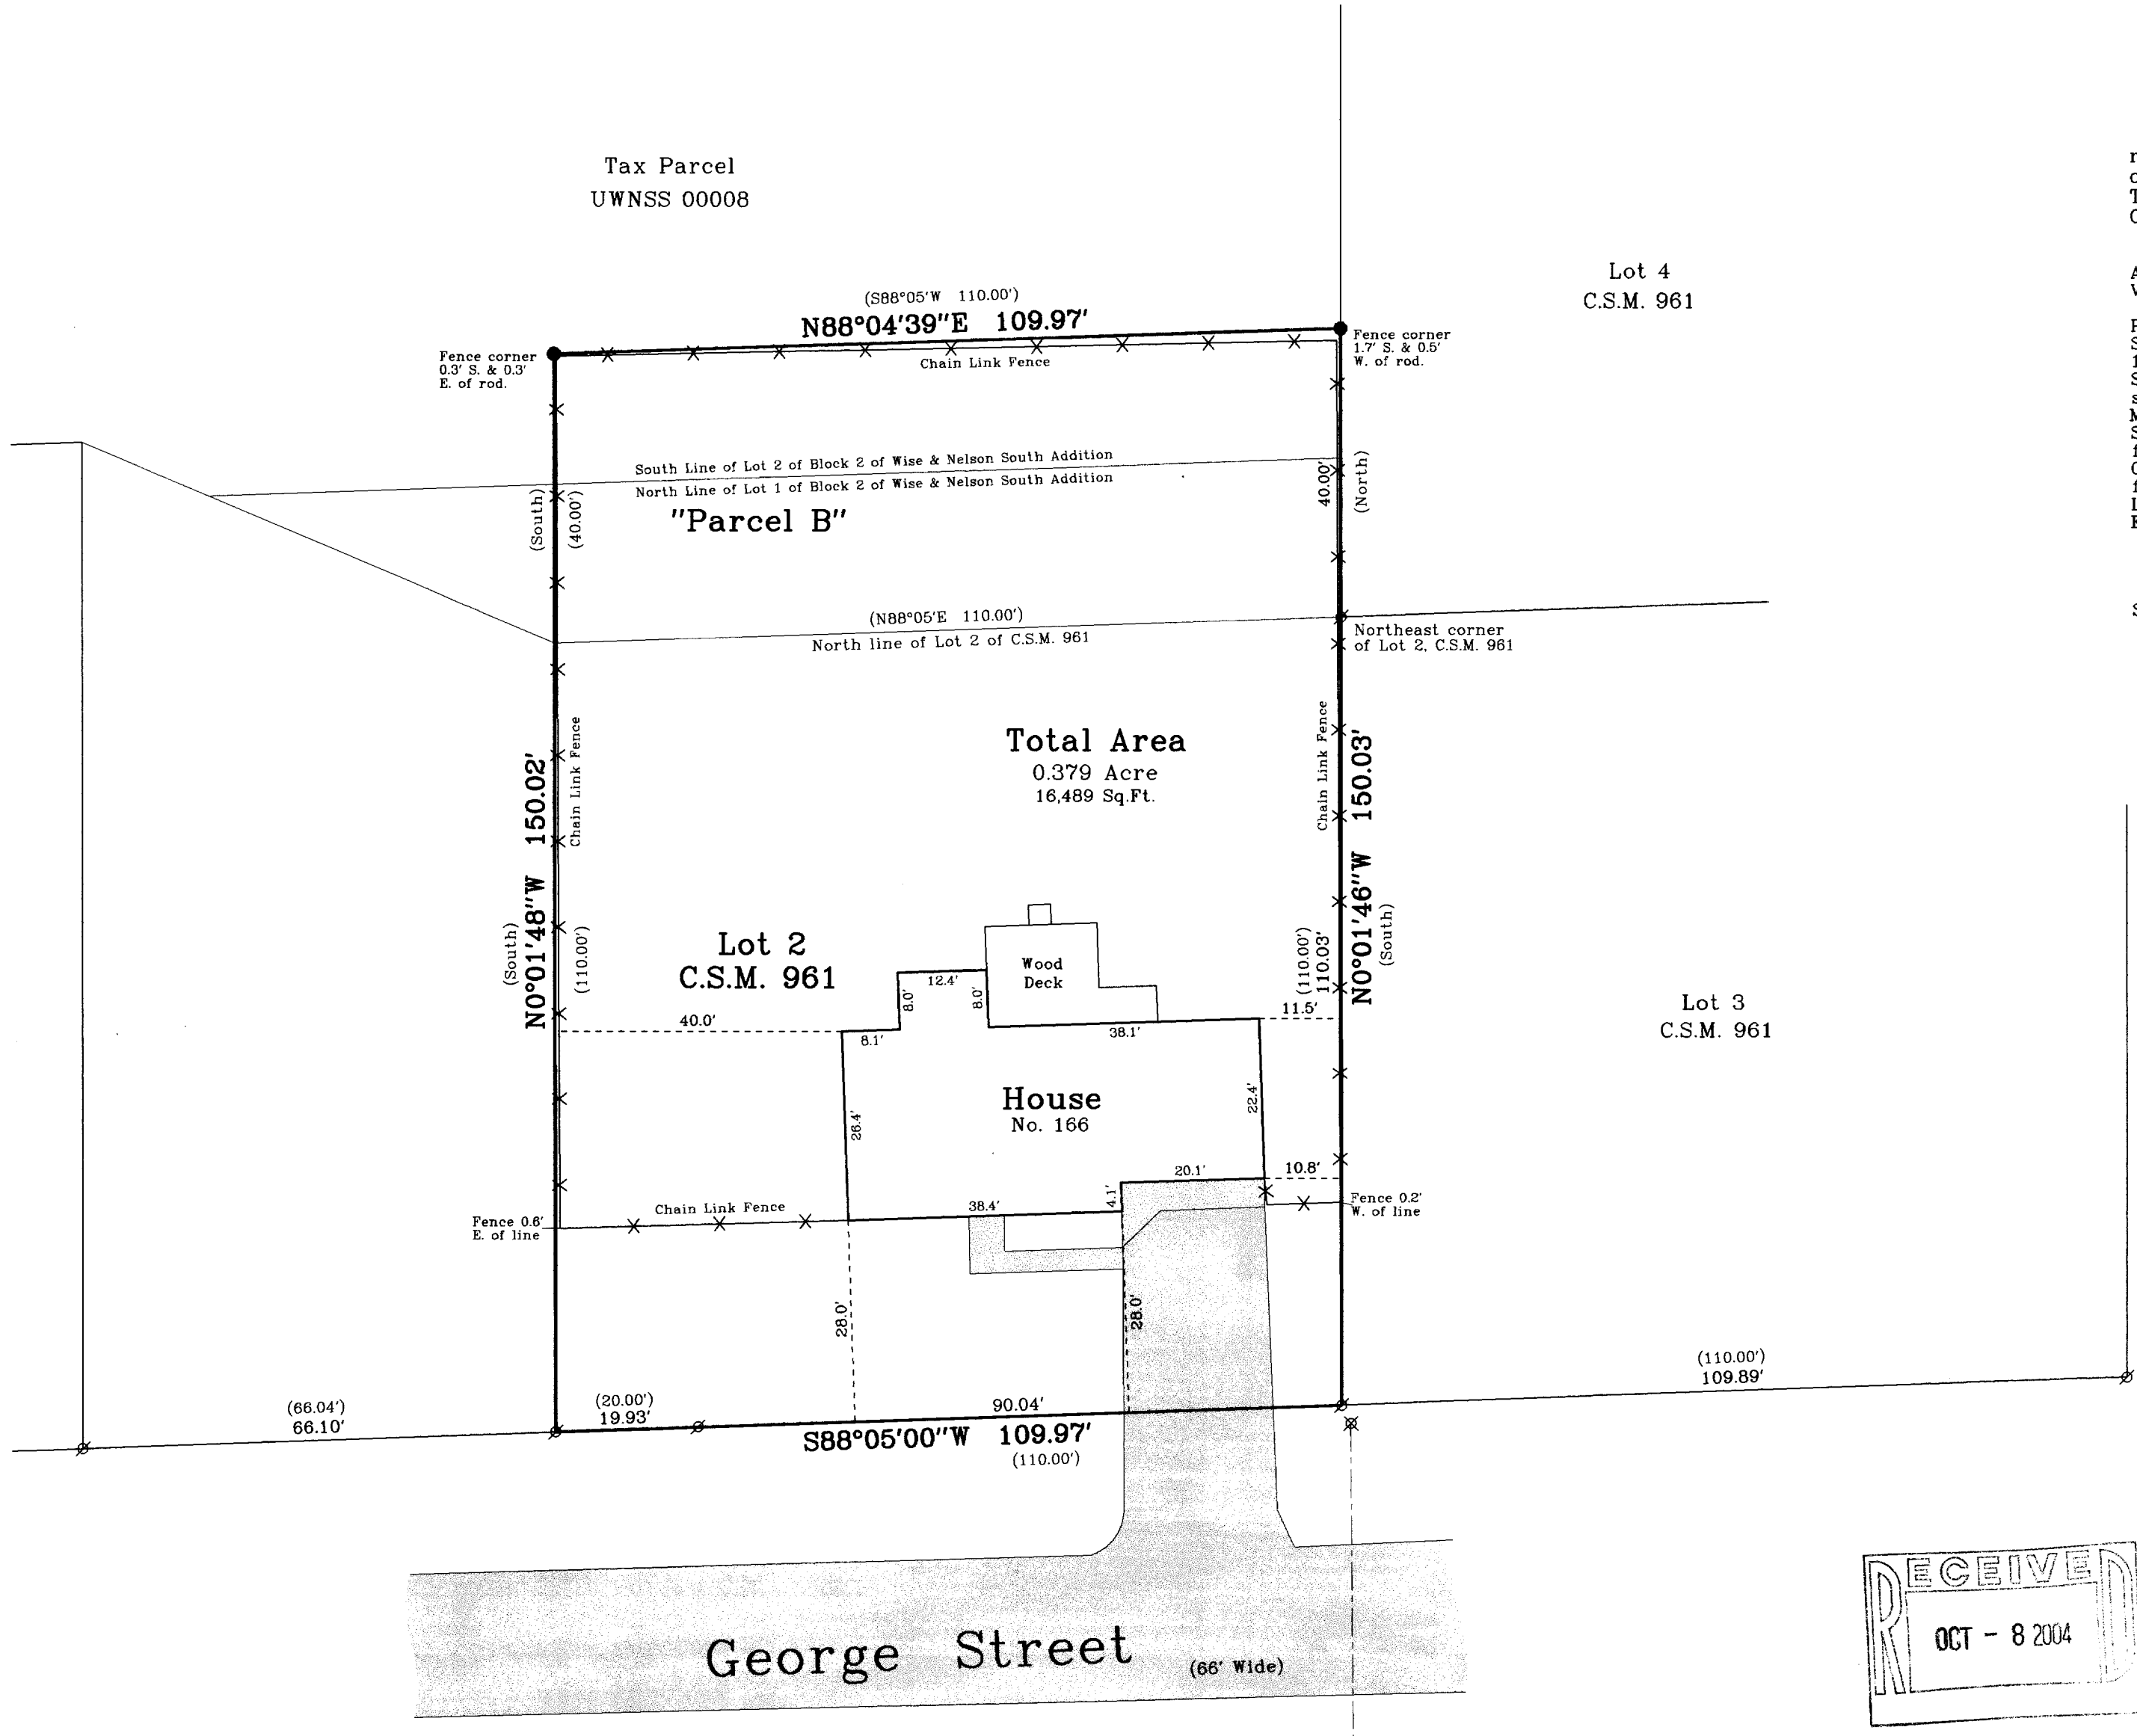 Tax Parcel
UWNSS 00008
Lot 4
C.S.M. 961
(S88°05'W 110.00')
N88°04'39"E 109.97'
Fence corner
0.3' S. & 0.3'
E. of rod.
Chain Link Fence
Fence corner
1.7' S. & 0.5'
W. of rod.
South Line of Lot 2 of Block 2 of Wise & Nelson South Addition
North Line of Lot 1 of Block 2 of Wise & Nelson South Addition
"Parcel B"
(South)
(40.00')
40.00'
(North)
(N88°05'E 110.00')
North line of Lot 2 of C.S.M. 961
Northeast corner
of Lot 2, C.S.M. 961
Total Area
0.379 Acre
16,489 Sq.Ft.
N0°01'48"W 150.02'
(South)
Chain Link Fence
(110.00')
Chain Link Fence
N0°01'46"W 150.03'
(South)
(110.00')
110.03'
Lot 2
C.S.M. 961
Wood
Deck
12.4'
8.0'
8.0'
40.0'
8.1'
38.1'
11.5'
Lot 3
C.S.M. 961
House
No. 166
26.4'
22.4'
20.1'
10.8'
4.1'
38.4'
Chain Link Fence
Fence 0.6'
E. of line
Fence 0.2'
W. of line
28.0'
28.0'
(66.04')
66.10'
(20.00')
19.93'
90.04'
S88°05'00"W 109.97'
(110.00')
(110.00')
109.89'
George Street (66' Wide)
RECEIVED
OCT - 8 2004